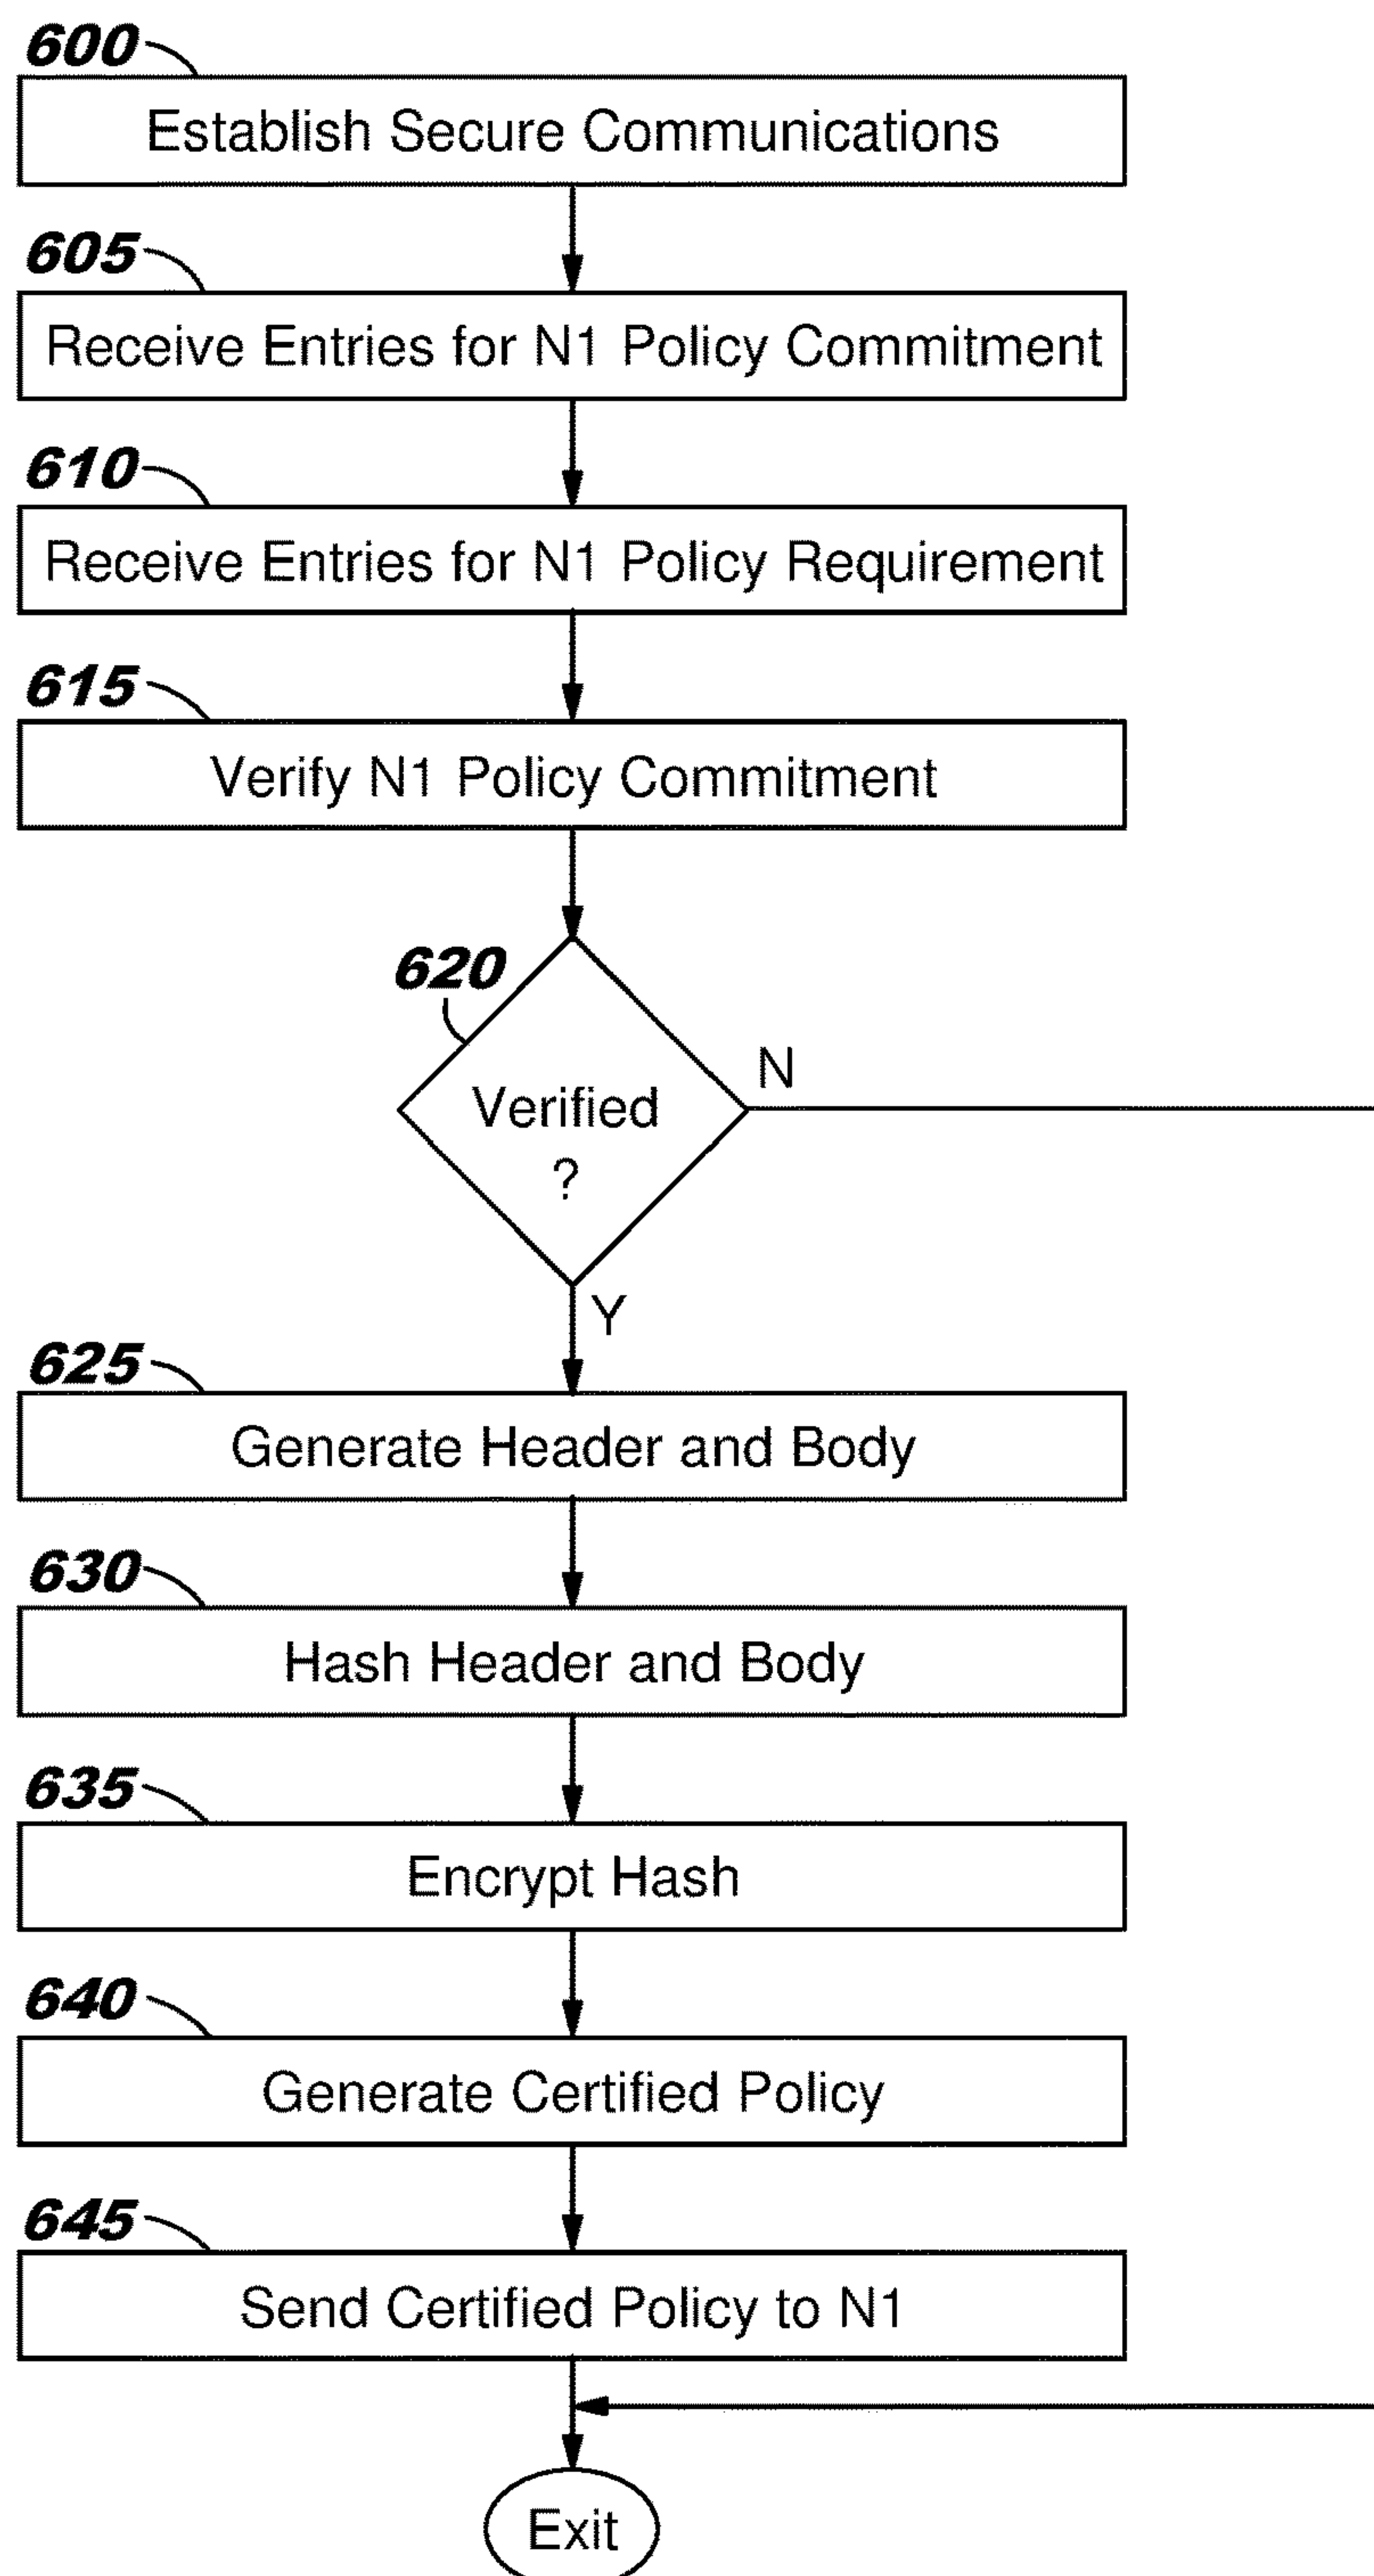 600
Establish Secure Communications
605
Receive Entries for N1 Policy Commitment
610
Receive Entries for N1 Policy Requirement
615
Verify N1 Policy Commitment
620
Verified
?
N
Y
625
Generate Header and Body
630
Hash Header and Body
635
Encrypt Hash
640
Generate Certified Policy
645
Send Certified Policy to N1
Exit